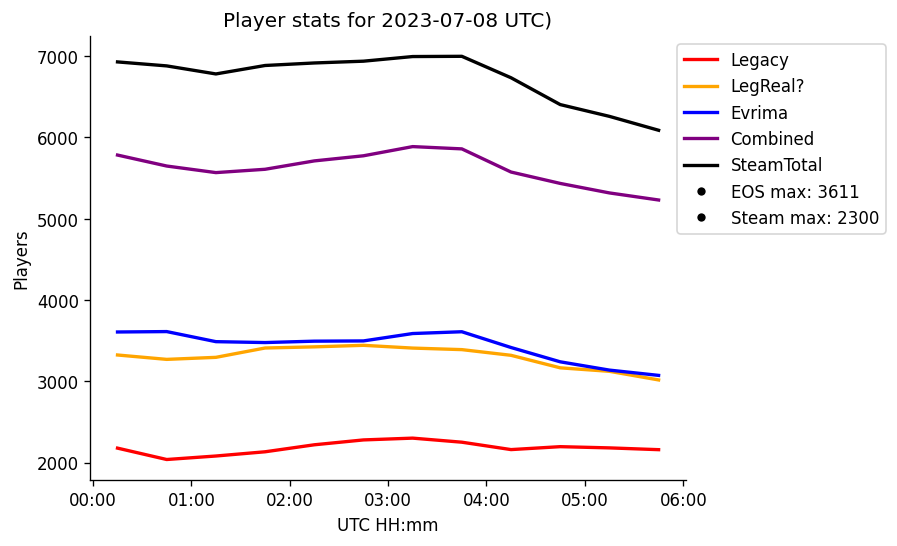 Player stats for 2023-07-08 UTC)
7000
6000
5000
4000
3000
2000
Players
00:00 01:00 02:00 03:00 04:00 05:00 06:00
UTC HH:mm
Legacy
LegReal?
Evrima
Combined
SteamTotal
EOS max: 3611
Steam max: 2300